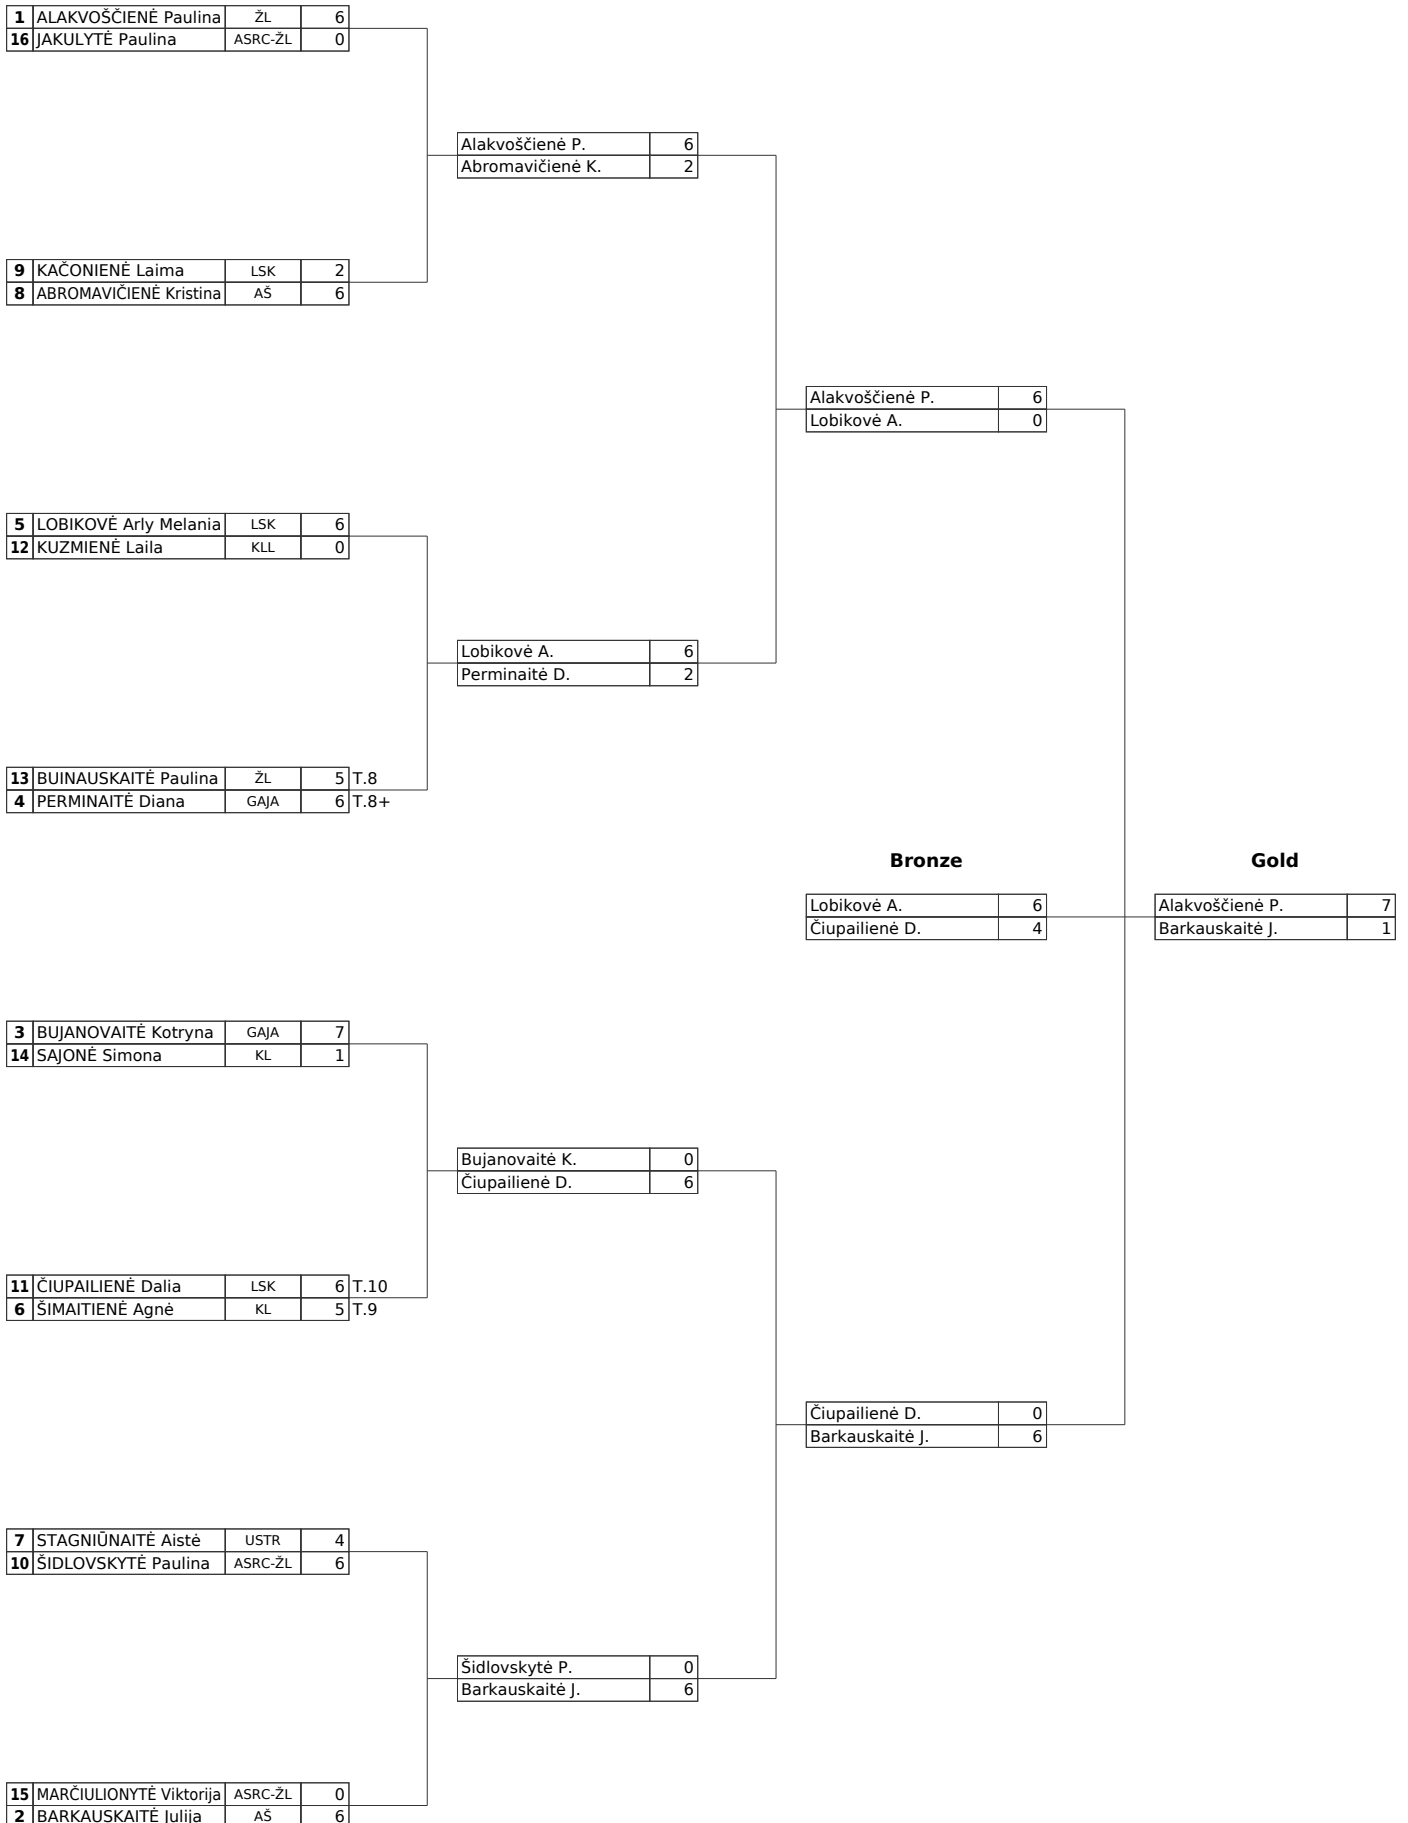 1 ALAKVOŠČIENĖ Paulina ŽL 6
16 JAKULYTĖ Paulina ASRC-ŽL 0
Alakvoščienė P. 6
Abromavičienė K. 2
9 KAČONIENĖ Laima LSK 2
8 ABROMAVIČIENĖ Kristina AŠ 6
Alakvoščienė P. 6
Lobikovė A. 0
5 LOBIKOVĖ Arly Melania LSK 6
12 KUZMIENĖ Laila KLL 0
Lobikovė A. 6
Perminaitė D. 2
13 BUINAUSKAITĖ Paulina ŽL 5 T.8
4 PERMINAITĖ Diana GAJA 6 T.8+
Bronze Gold
Lobikovė A. 6 Alakvoščienė P. 7
Čiupailienė D. 4 Barkauskaitė J. 1
3 BUJANOVAITĖ Kotryna GAJA 7
14 SAJONĖ Simona KL 1
Bujanovaitė K. 0
Čiupailienė D. 6
11 ČIUPAILIENĖ Dalia LSK 6 T.10
6 ŠIMAITIENĖ Agnė KL 5 T.9
Čiupailienė D. 0
Barkauskaitė J. 6
7 STAGNIŪNAITĖ Aistė USTR 4
10 ŠIDLOVSKYTĖ Paulina ASRC-ŽL 6
Šidlovskytė P. 0
Barkauskaitė J. 6
15 MARČIULIONYTĖ Viktorija ASRC-ŽL 0
2 BARKAUSKAITĖ Julija AŠ 6